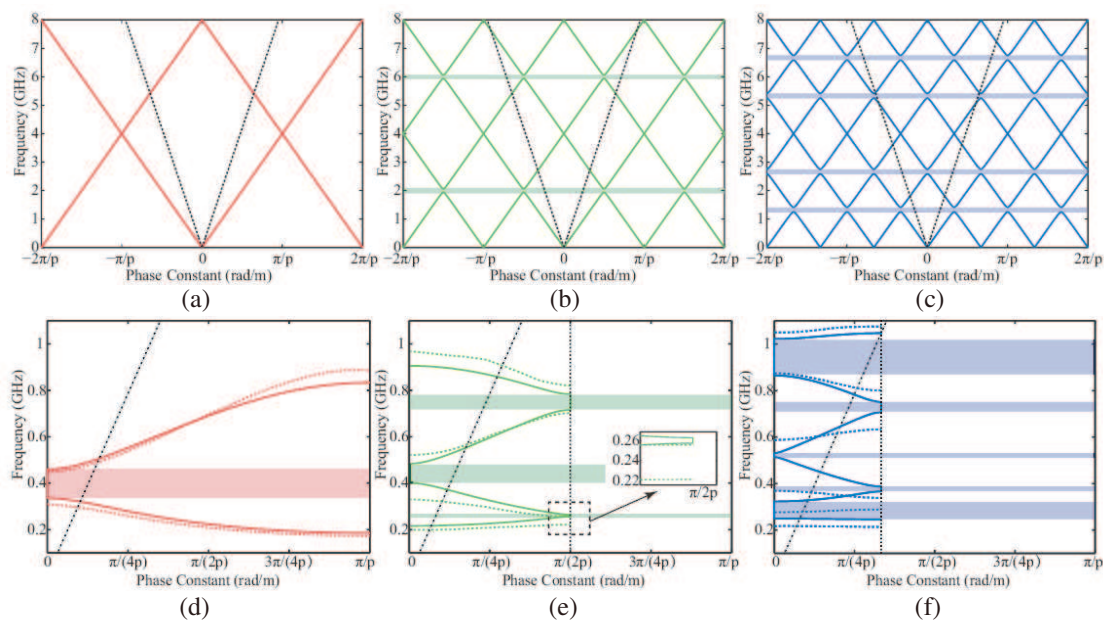 8 8 8
7 7 7
6 6 6
5 5 5
4 4 4
3 3 3
2 2 2
1 1 1
0 0 0
Frequency (GHz) Frequency (GHz) Frequency (GHz)
−2π/p −π/p 0 π/p 2π/p −2π/p −π/p 0 π/p 2π/p −2π/p −π/p 0 π/p 2π/p
Phase Constant (rad/m) Phase Constant (rad/m) Phase Constant (rad/m)
(a) (b) (c)
1 1 1
0.8 0.8 0.8
0.6 0.6 0.6
0.4 0.4 0.4
0.2 0.2 0.2
Frequency (GHz) Frequency (GHz) Frequency (GHz)
0.26
0.24
0.22
π/2p
0 π/(4p) π/(2p) 3π/(4p) π/p 0 π/(4p) π/(2p) 3π/(4p) π/p 0 π/(4p) π/(2p) 3π/(4p) π/p
Phase Constant (rad/m) Phase Constant (rad/m) Phase Constant (rad/m)
(d) (e) (f)